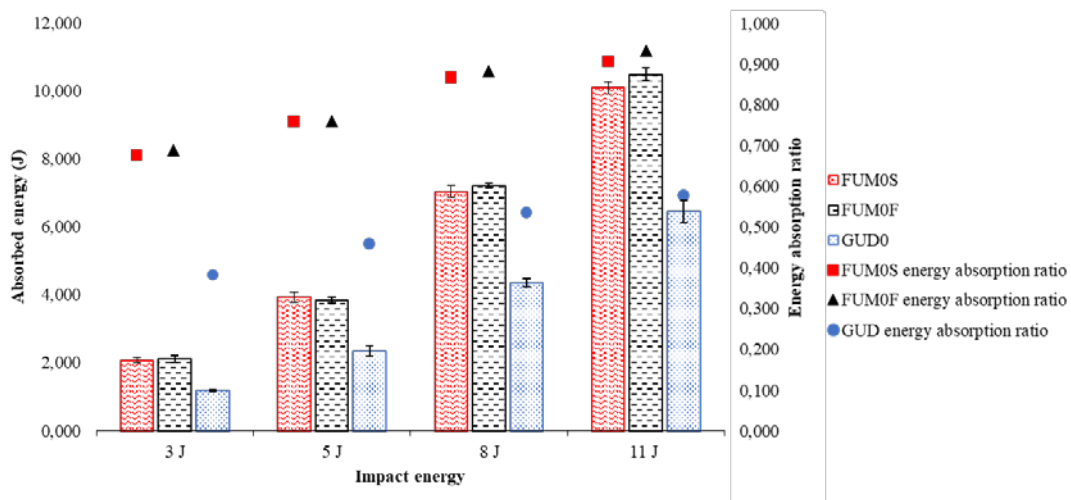 12,000
10,000
8,000
6,000
4,000
2,000
0,000
Absorbed energy (J)
3 J
5 J
8 J
11 J
Impact energy
1,000
0,900
0,800
0,700
0,600
0,500
0,400
0,300
0,200
0,100
0,000
Energy absorption ratio
FUM0S
FUM0F
GUD0
FUM0S energy absorption ratio
FUM0F energy absorption ratio
GUD energy absorption ratio